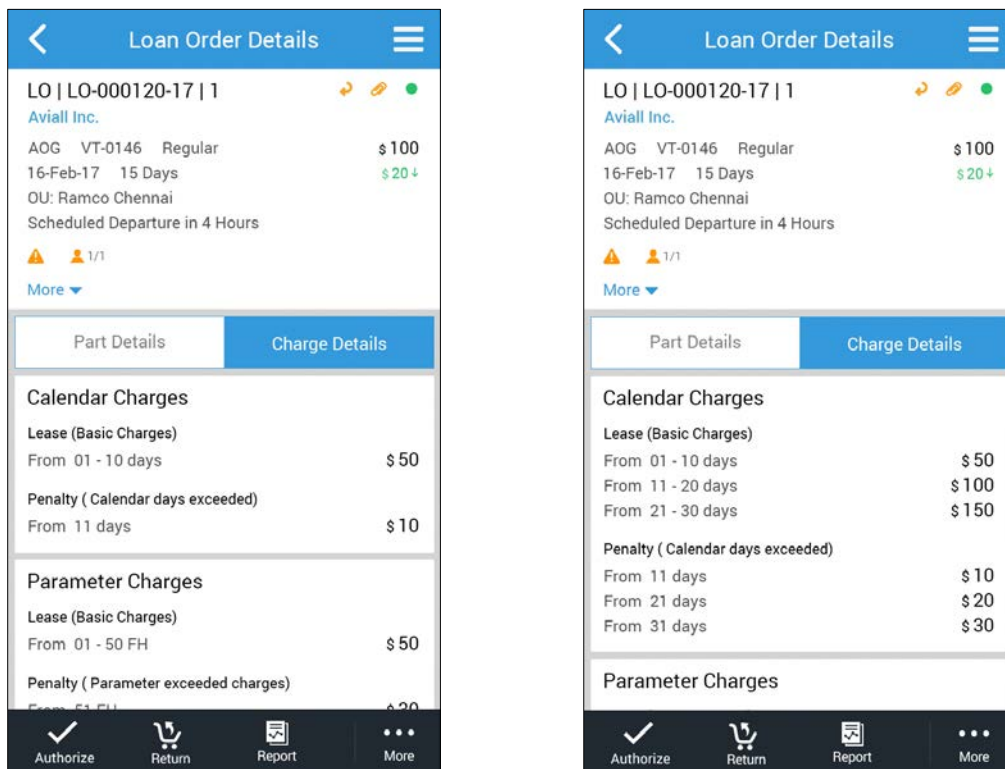 Loan Order Details
LO | LO-000120-17 | 1
Aviall Inc.
AOG VT-0146 Regular $ 100
16-Feb-17 15 Days $ 20↓
OU: Ramco Chennai
Scheduled Departure in 4 Hours
1/1
More
Part Details Charge Details
Calendar Charges
Lease (Basic Charges)
From 01 - 10 days $ 50
Penalty ( Calendar days exceeded)
From 11 days $ 10
Parameter Charges
Lease (Basic Charges)
From 01 - 50 FH $ 50
Penalty ( Parameter exceeded charges)
From 51 FH
Authorize Return Report More
Loan Order Details
LO | LO-000120-17 | 1
Aviall Inc.
AOG VT-0146 Regular $ 100
16-Feb-17 15 Days $ 20↓
OU: Ramco Chennai
Scheduled Departure in 4 Hours
1/1
More
Part Details Charge Details
Calendar Charges
Lease (Basic Charges)
From 01 - 10 days $ 50
From 11 - 20 days $ 100
From 21 - 30 days $ 150
Penalty ( Calendar days exceeded)
From 11 days $ 10
From 21 days $ 20
From 31 days $ 30
Parameter Charges
Authorize Return Report More